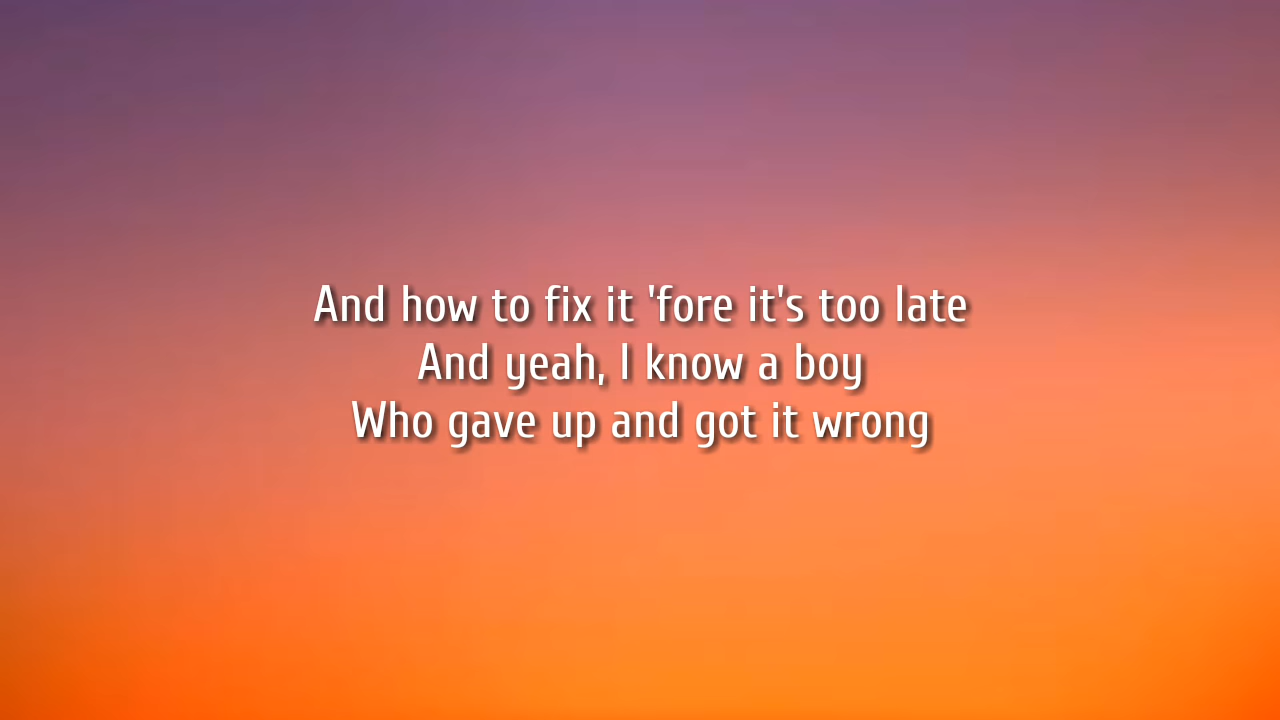 And how to fix it 'fore it's too late
And yeah, I know a boy
Who gave up and got it wrong